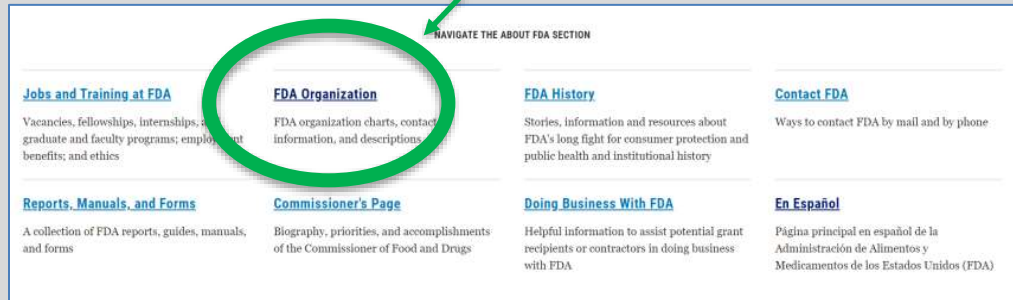 NAVIGATE THE ABOUT FDA SECTION
Jobs and Training at FDA
Vacancies, fellowships, internships,
graduate and faculty programs;
benefits; and ethics
FDA Organization
FDA organization charts, contact
information, and descriptions
FDA History
Stories, information and resources about
FDA's long fight for consumer protection and
public health and institutional history
Contact FDA
Ways to contact FDA by mail and by phone
Reports, Manuals, and Forms
A collection of FDA reports, guides, manuals,
and forms
Commissioner's Page
Biography, priorities, and accomplishments
of the Commissioner of Food and Drugs
Doing Business With FDA
Helpful information to assist potential grant
recipients or contractors in doing business
with FDA
En Español
Página principal en español de la
Administración de Alimentos y
Medicamentos de los Estados Unidos (FDA)